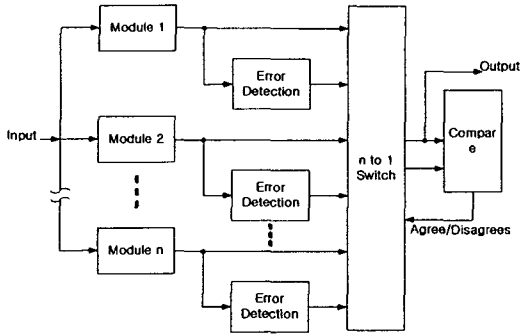 Module 1
Error
Detection
Output
Input
Module 2
n to 1
Switch
Compar
e
Error
Detection
Agree/Disagrees
Module n
Error
Detection